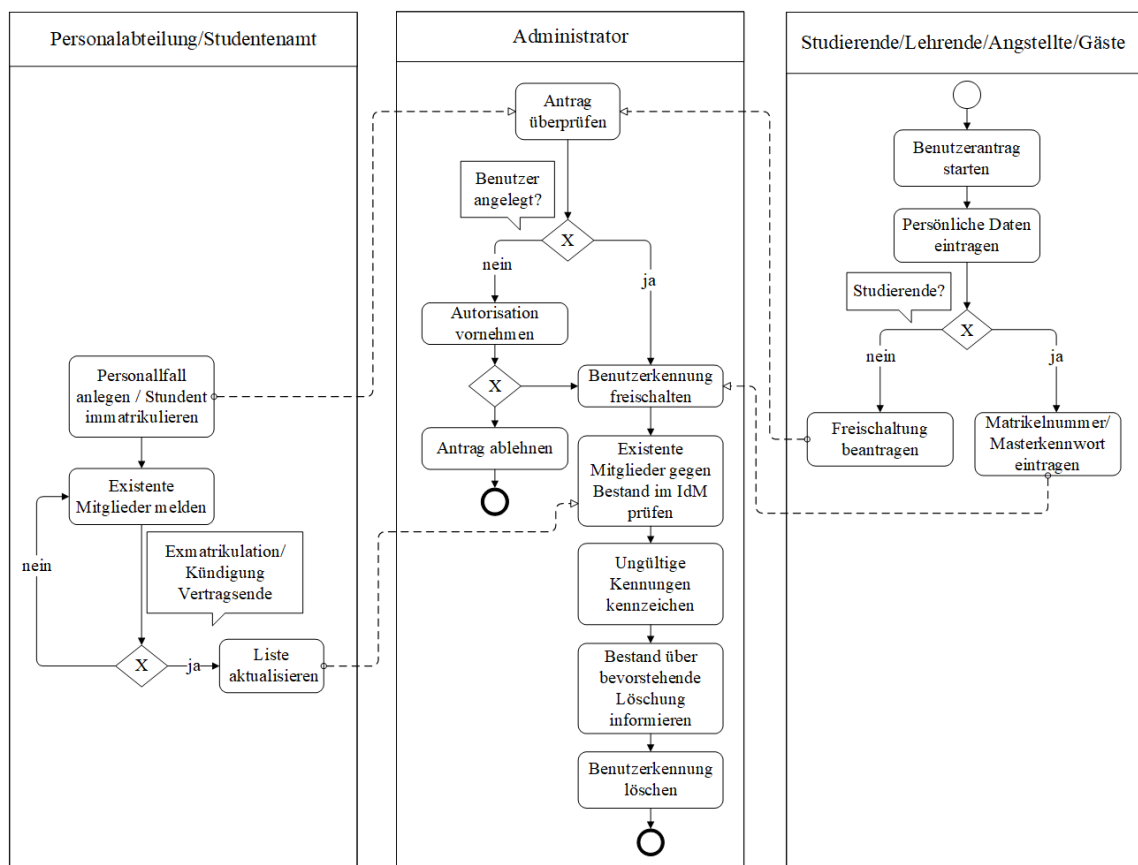 Personalabteilung/Studentenamt
Personallfall
anlegen / Stundent
immatrikulieren
Existente
Mitglieder melden
nein
Exmatrikulation/
Kündigung
Vertragsende
X
ja
Liste
aktualisieren
Administrator
Antrag
überprüfen
Benutzer
angelegt?
X
nein
ja
Autorisation
vornehmen
X
Benutzerkennung
freischalten
Antrag ablehnen
Existente
Mitglieder gegen
Bestand im IdM
prüfen
Ungültige
Kennungen
kennzeichen
Bestand über
bevorstehende
Löschung
informieren
Benutzerkennung
löschen
Studierende/Lehrende/Angstellte/Gäste
Benutzerantrag
starten
Persönliche Daten
eintragen
Studierende?
X
nein
ja
Freischaltung
beantragen
Matrikelnummer/
Masterkennwort
eintragen